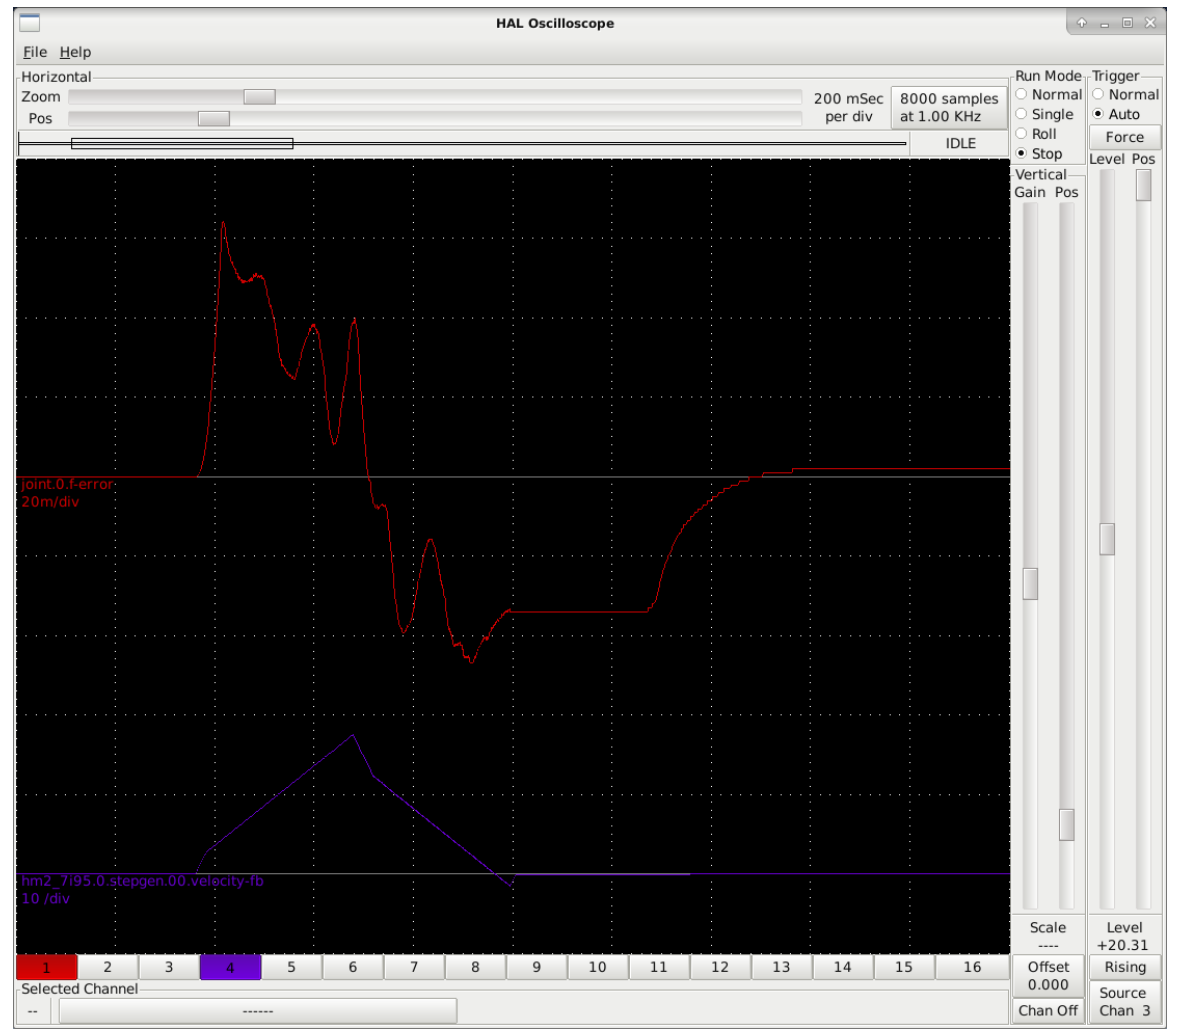 HAL Oscilloscope
File Help
Horizontal
Zoom
Pos
200 mSec
per div
8000 samples
at 1.00 KHz
IDLE
Run Mode
Normal
Single
Roll
Stop
Trigger
Normal
Auto
Force
Level Pos
Vertical
Gain Pos
joint.0.f-error
20m/div
hm2_7i95.0.stepgen.00.velocity-fb
10 /div
1 2 3 4 5 6 7 8 9 10 11 12 13 14 15 16
Selected Channel
--
------
Scale
----
Offset
0.000
Chan Off
Level
+20.31
Rising
Source
Chan 3